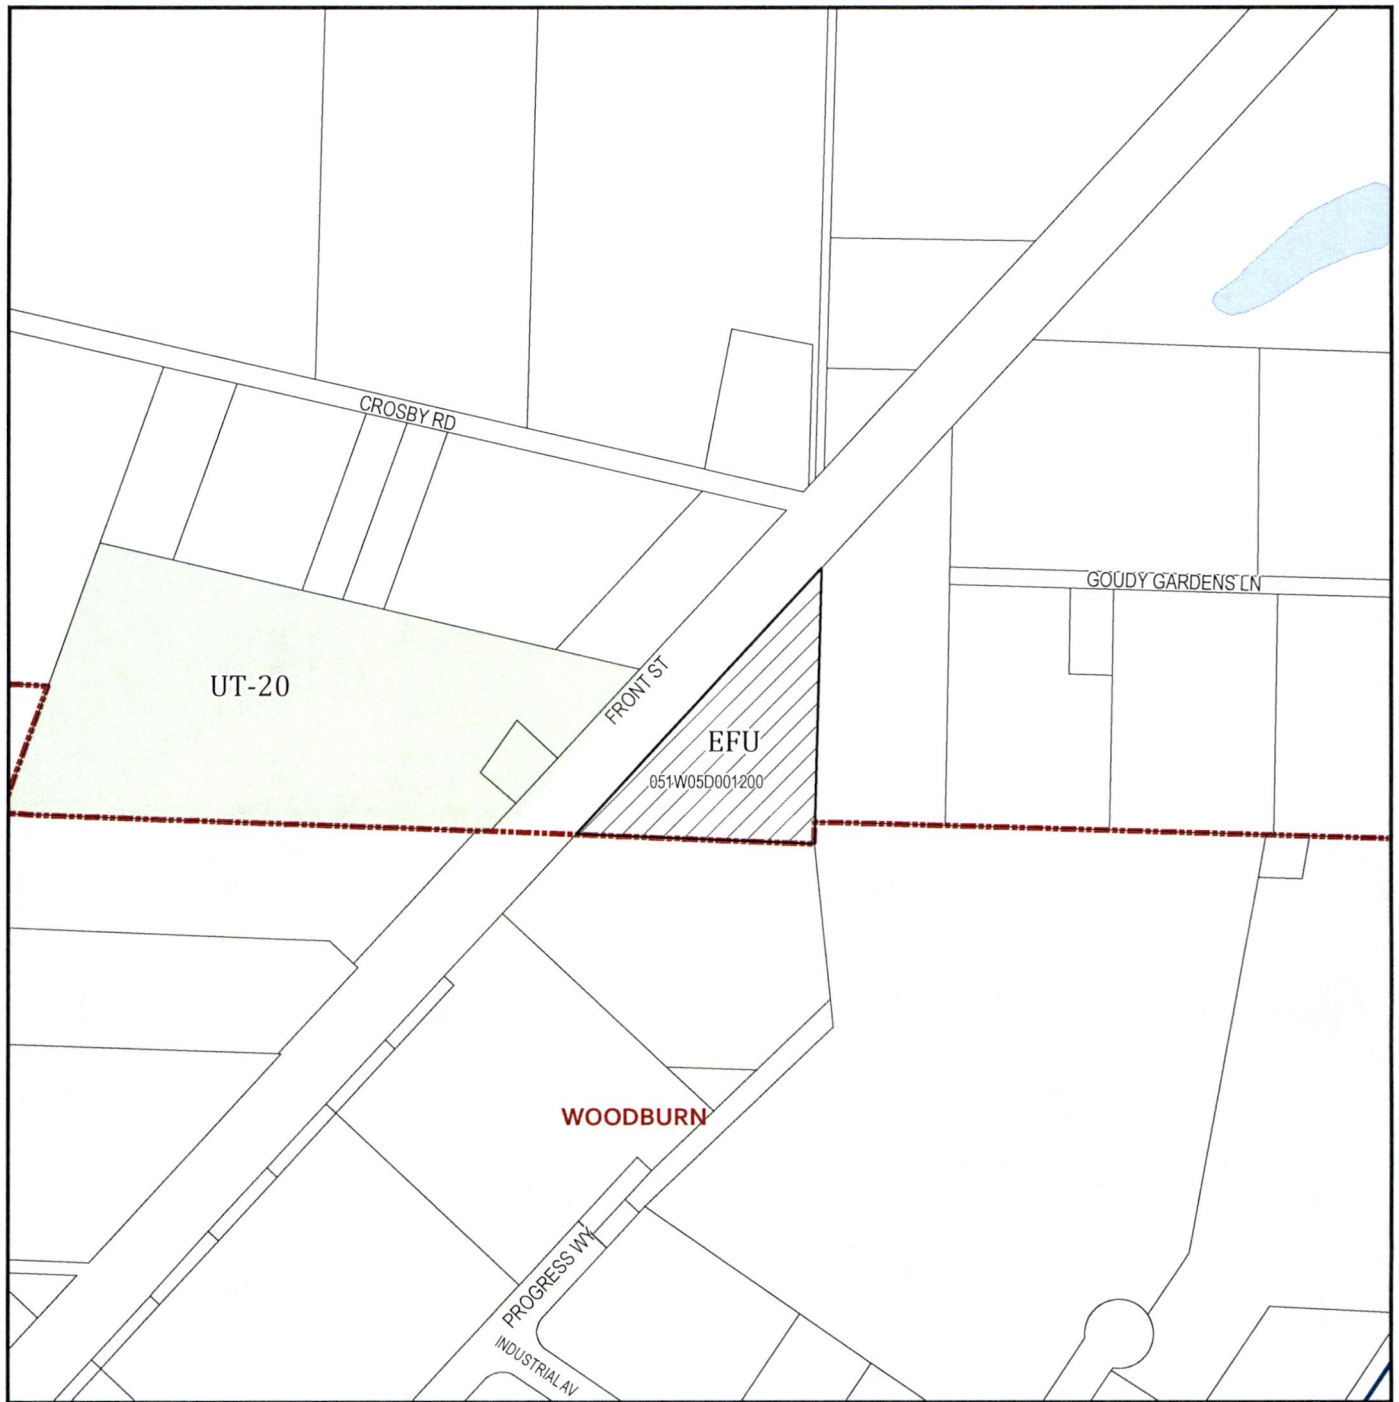 CROSBY RD
GOUDY GARDENS LN
UT-20
FRONT ST
EFU
051W05D001200
WOODBURN
PROGRESS WY
INDUSTRIAL AV